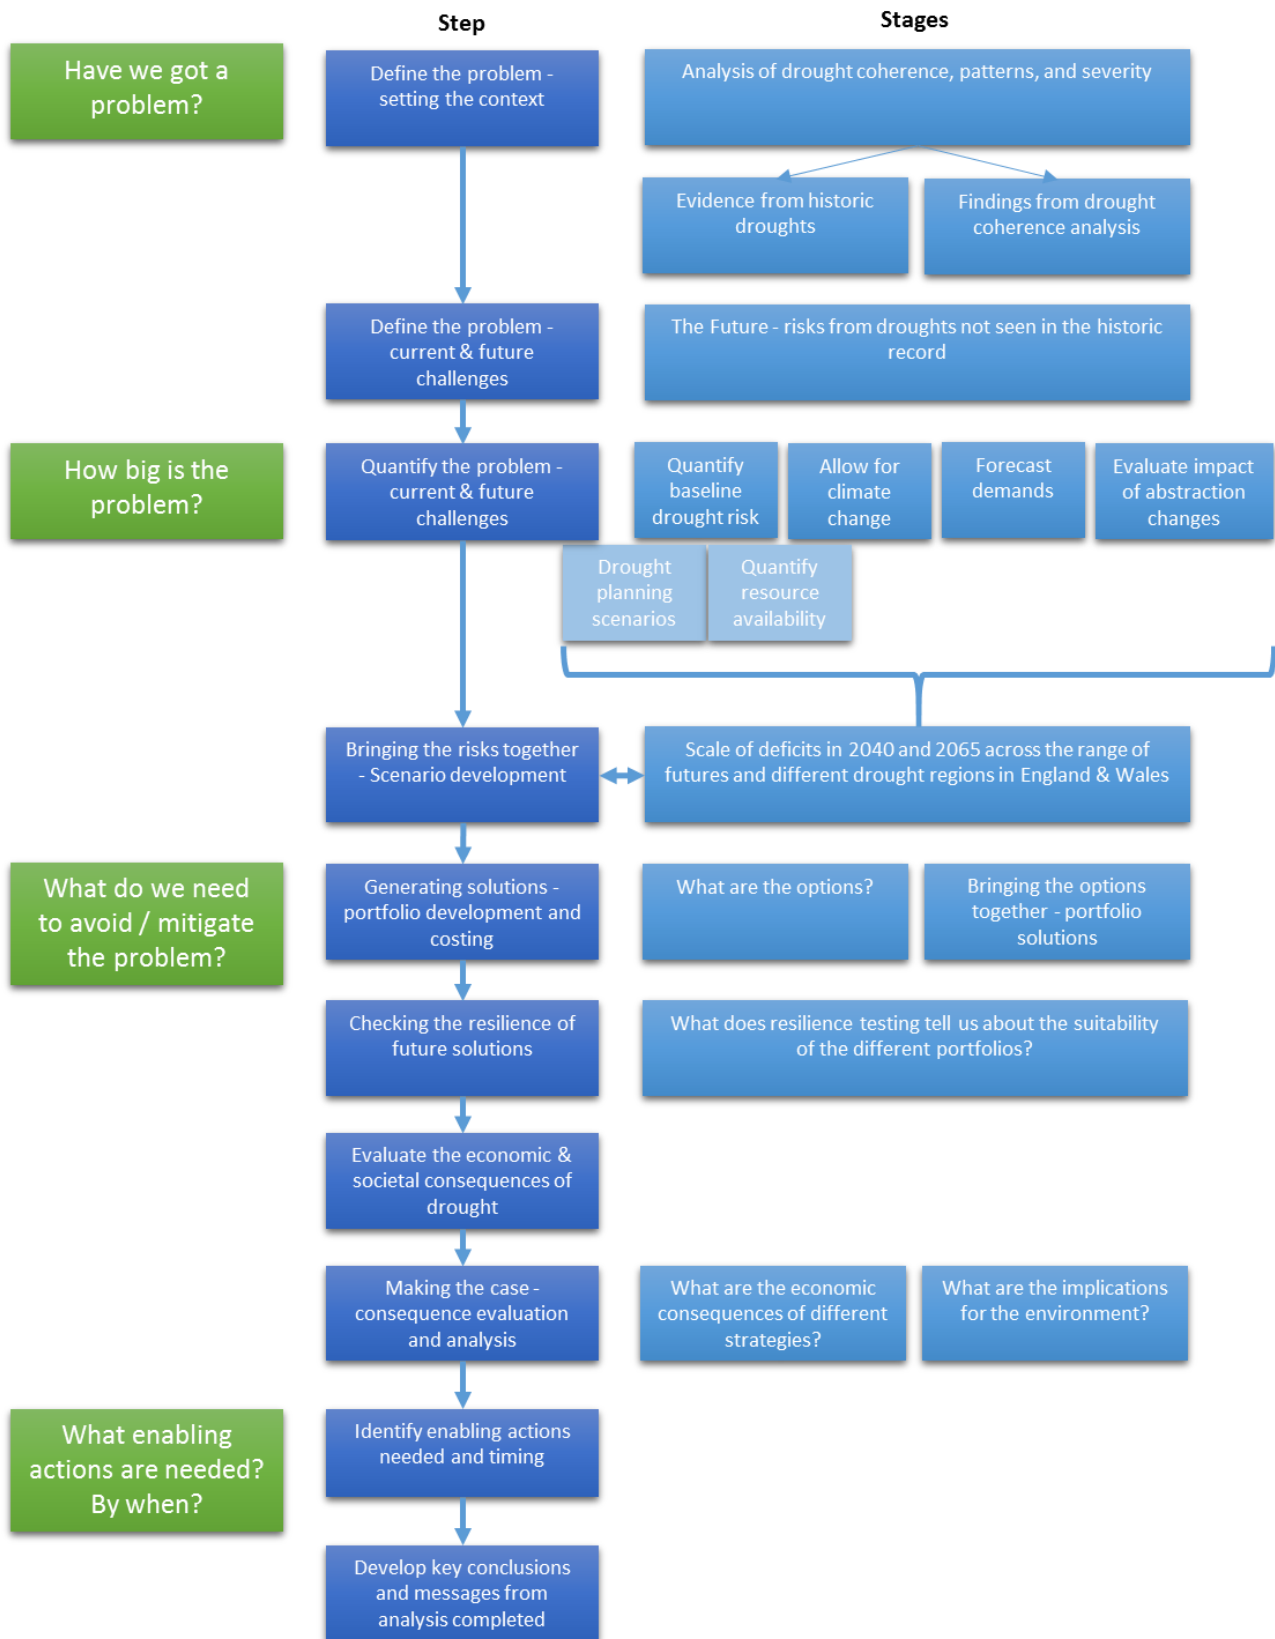 Step
Stages
Have we got a
problem?
Define the problem -
setting the context
Analysis of drought coherence, patterns, and severity
Evidence from historic
droughts
Findings from drought
coherence analysis
Define the problem -
current & future
challenges
The Future - risks from droughts not seen in the historic
record
How big is the
problem?
Quantify the problem -
current & future
challenges
Quantify
baseline
drought risk
Allow for
climate
change
Forecast
demands
Evaluate impact
of abstraction
changes
Drought
planning
scenarios
Quantify
resource
availability
Bringing the risks together
- Scenario development
Scale of deficits in 2040 and 2065 across the range of
futures and different drought regions in England & Wales
What do we need
to avoid / mitigate
the problem?
Generating solutions -
portfolio development and
costing
What are the options?
Bringing the options
together - portfolio
solutions
Checking the resilience of
future solutions
What does resilience testing tell us about the suitability
of the different portfolios?
Evaluate the economic &
societal consequences of
drought
Making the case -
consequence evaluation
and analysis
What are the economic
consequences of different
strategies?
What are the implications
for the environment?
What enabling
actions are needed?
By when?
Identify enabling actions
needed and timing
Develop key conclusions
and messages from
analysis completed